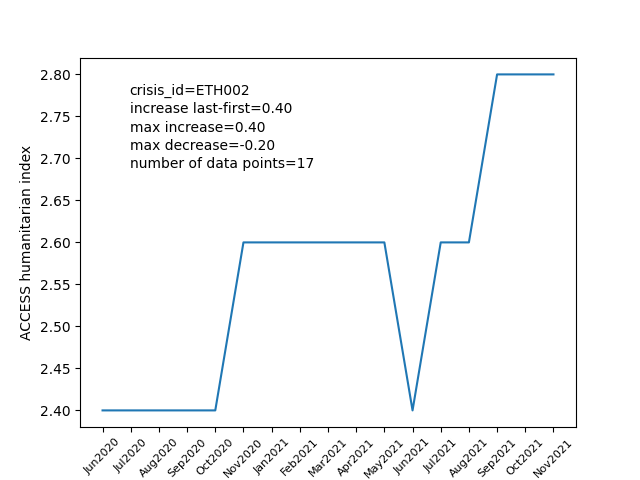 crisis_id=ETH002
increase last-first=0.40
max increase=0.40
max decrease=-0.20
number of data points=17
ACCESS humanitarian index
2.80
2.75
2.70
2.65
2.60
2.55
2.50
2.45
2.40
Jun2020
Jul2020
Aug2020
Sep2020
Oct2020
Nov2020
Jan2021
Feb2021
Mar2021
Apr2021
May2021
Jun2021
Jul2021
Aug2021
Sep2021
Oct2021
Nov2021